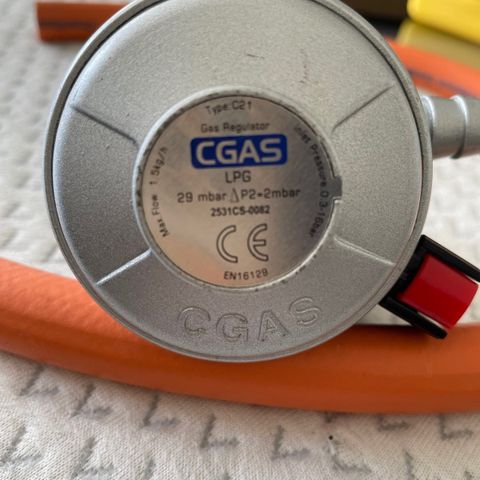 Type: C21
Gas Regulator
CGAS
LPG
29 mbar △P2=2mbar
2531CS-0082
CE
EN16129
Max Flow 1.5kg/h
Inlet Pressure:0.3-16bar
CGAS